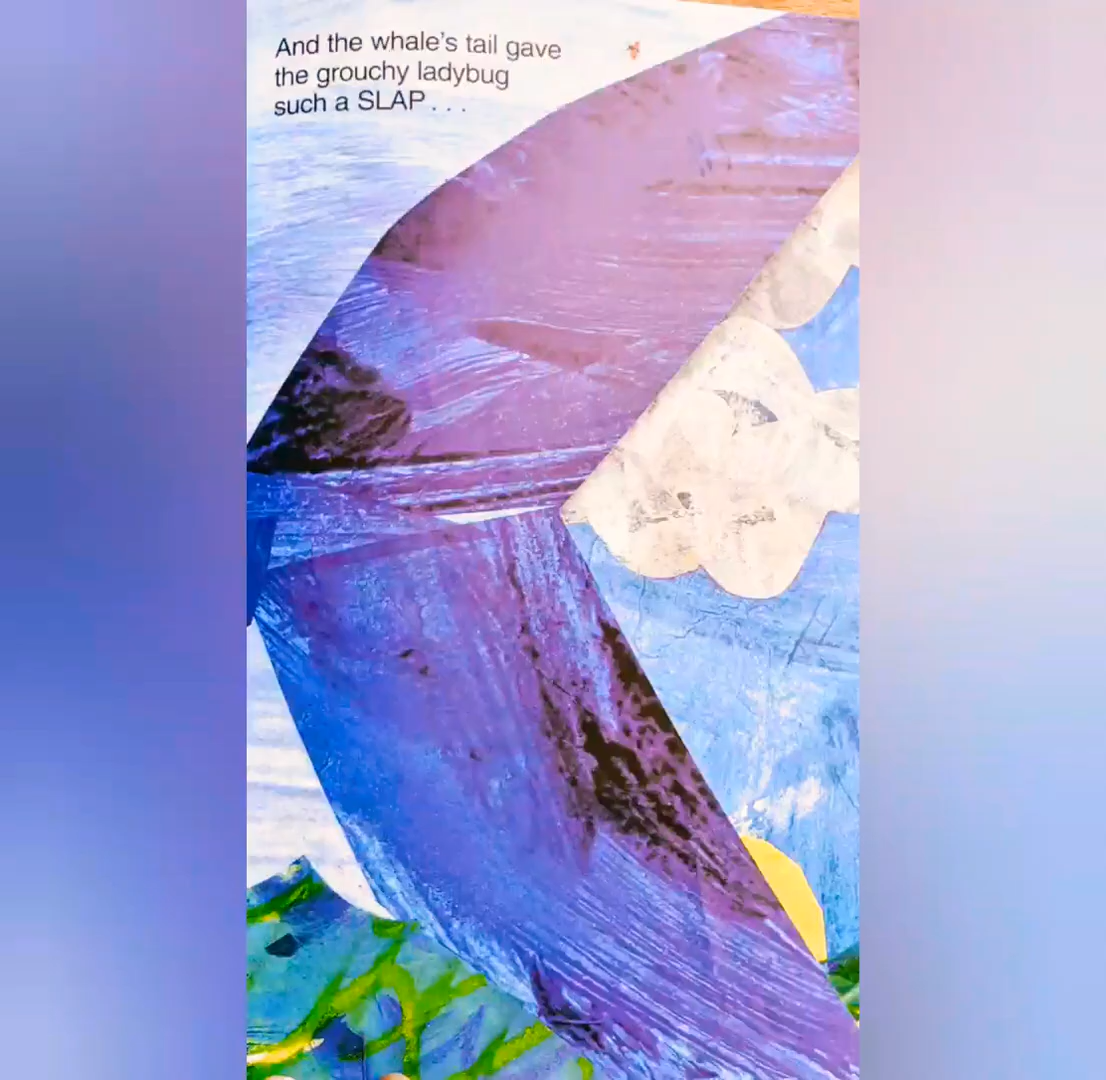 And the whale's tail gave
the grouchy ladybug
such a SLAP . . .